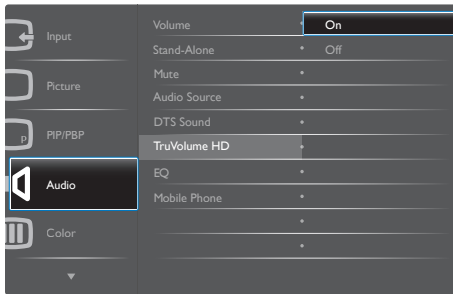 Input
Picture
P
PIP/PBP
Audio
Color
Volume
Stand-Alone
Mute
Audio Source
DTS Sound
TruVolume HD
EQ
Mobile Phone
On
Off